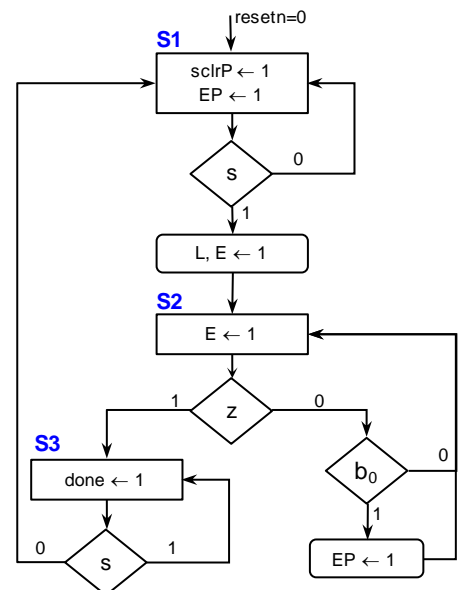 resetn=0
S1
sclrP ← 1
EP ← 1
s
0
1
L, E ← 1
S2
E ← 1
z
1
0
S3
done ← 1
b0
0
1
s
0
1
EP ← 1